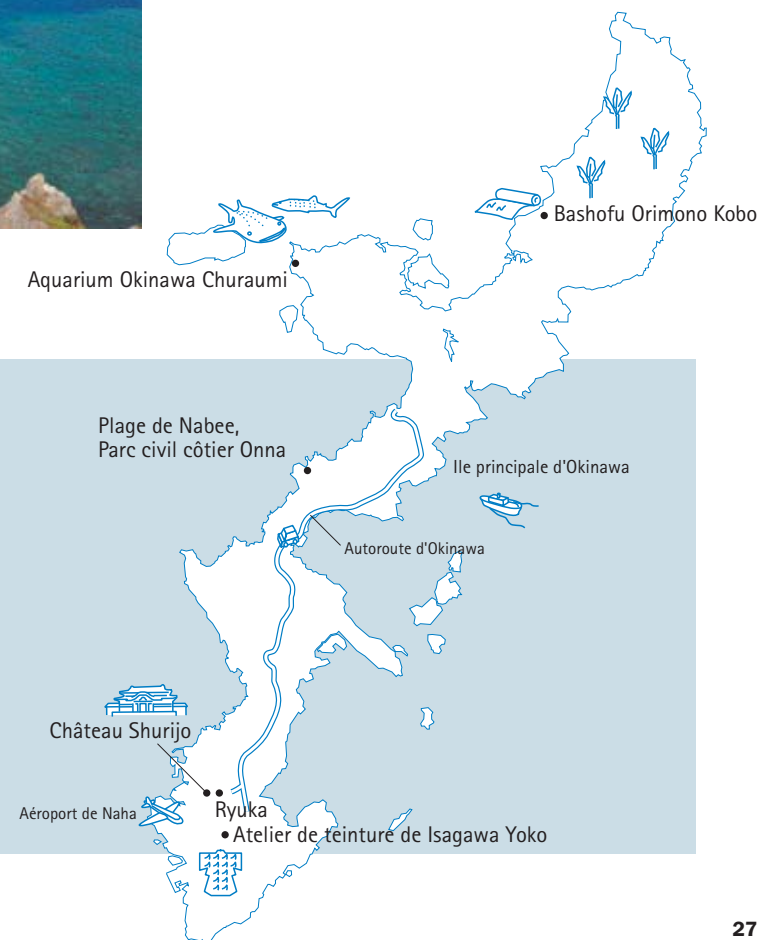 Bashofu Orimono Kobo
Aquarium Okinawa Churaumi
Plage de Nabee,
Parc civil côtier Onna
Ile principale d'Okinawa
Autoroute d'Okinawa
Château Shurijo
Aéroport de Naha
Ryuka
Atelier de teinture de Isagawa Yoko
27